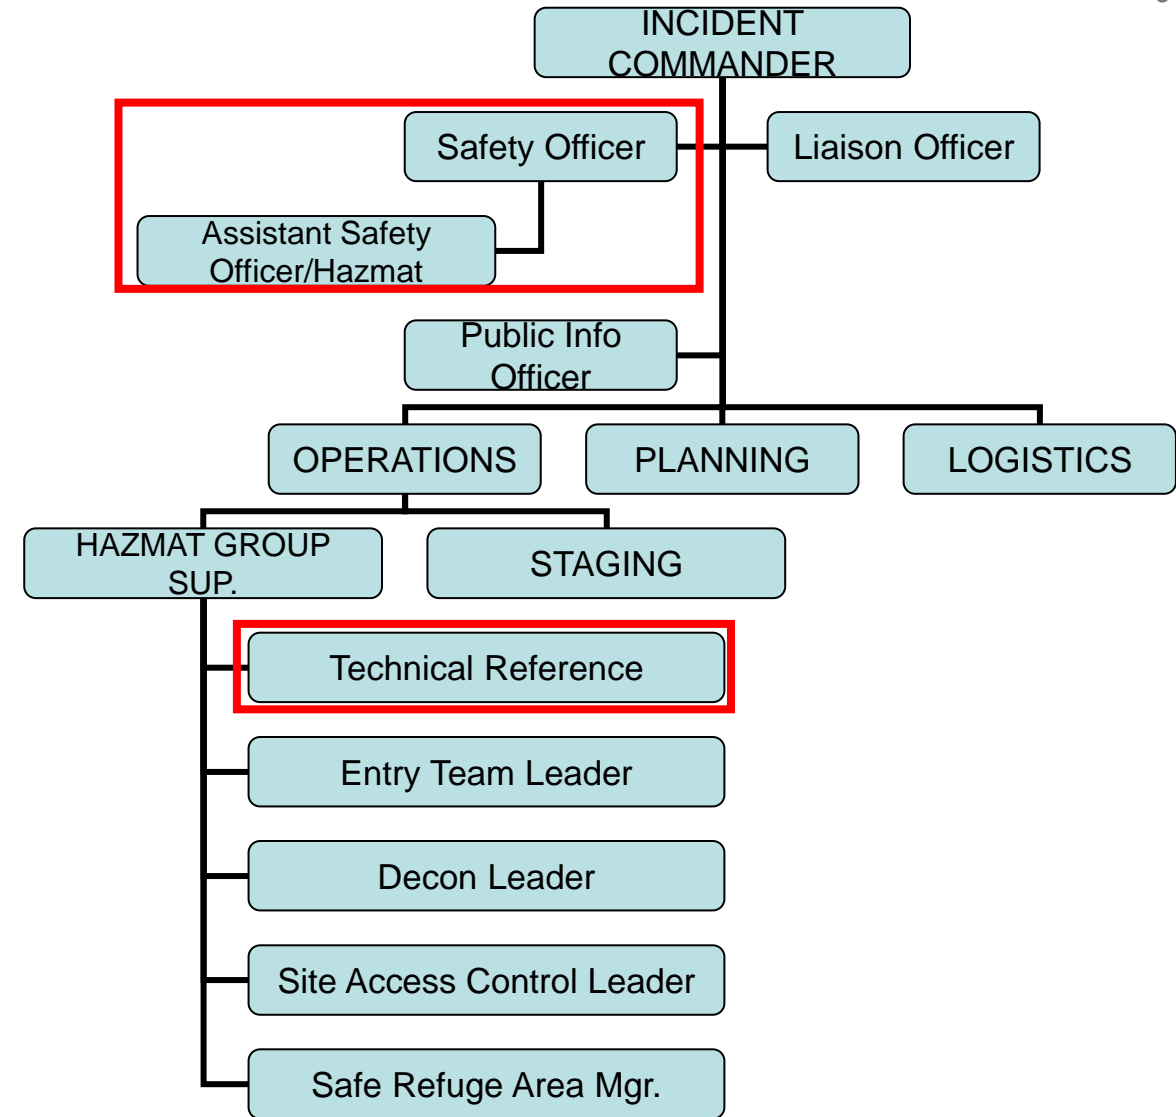 INCIDENT
COMMANDER
Safety Officer
Liaison Officer
Assistant Safety
Officer/Hazmat
Public Info
Officer
OPERATIONS
PLANNING
LOGISTICS
HAZMAT GROUP
SUP.
STAGING
Technical Reference
Entry Team Leader
Decon Leader
Site Access Control Leader
Safe Refuge Area Mgr.